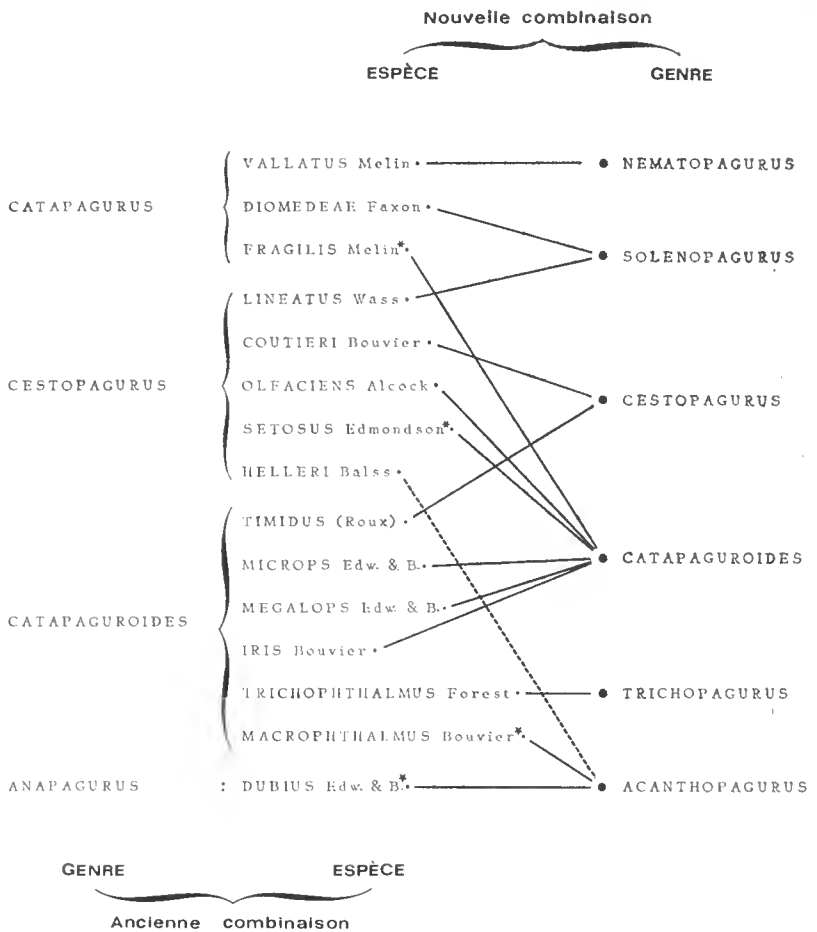 Nouvelle combinaison
ESPÈCE GENRE
VALLATUS Melin NEMATOPAGURUS
CATAPAGURUS DIOMEDEAE Faxon
FRAGILIS Melin* SOLENOPAGURUS
LINEATUS Wass
COUTIERI Bouvier
CESTOPAGURUS OLFACIENS Alcock CESTOPAGURUS
SETOSUS Edmondson*
HELLERI Balss
TIMIDUS (Roux)
MICROPS Edw. & B. CATAPAGUROIDES
MEGALOPS Edw. & B.
CATAPAGUROIDES
IRIS Bouvier
TRICHOPHTHALMUS Forest TRICHOPAGURUS
MACROPHTHALMUS Bouvier*
ANAPAGURUS : DUBIUS Edw. & B.* ACANTHOPAGURUS
GENRE ESPÈCE
Ancienne combinaison